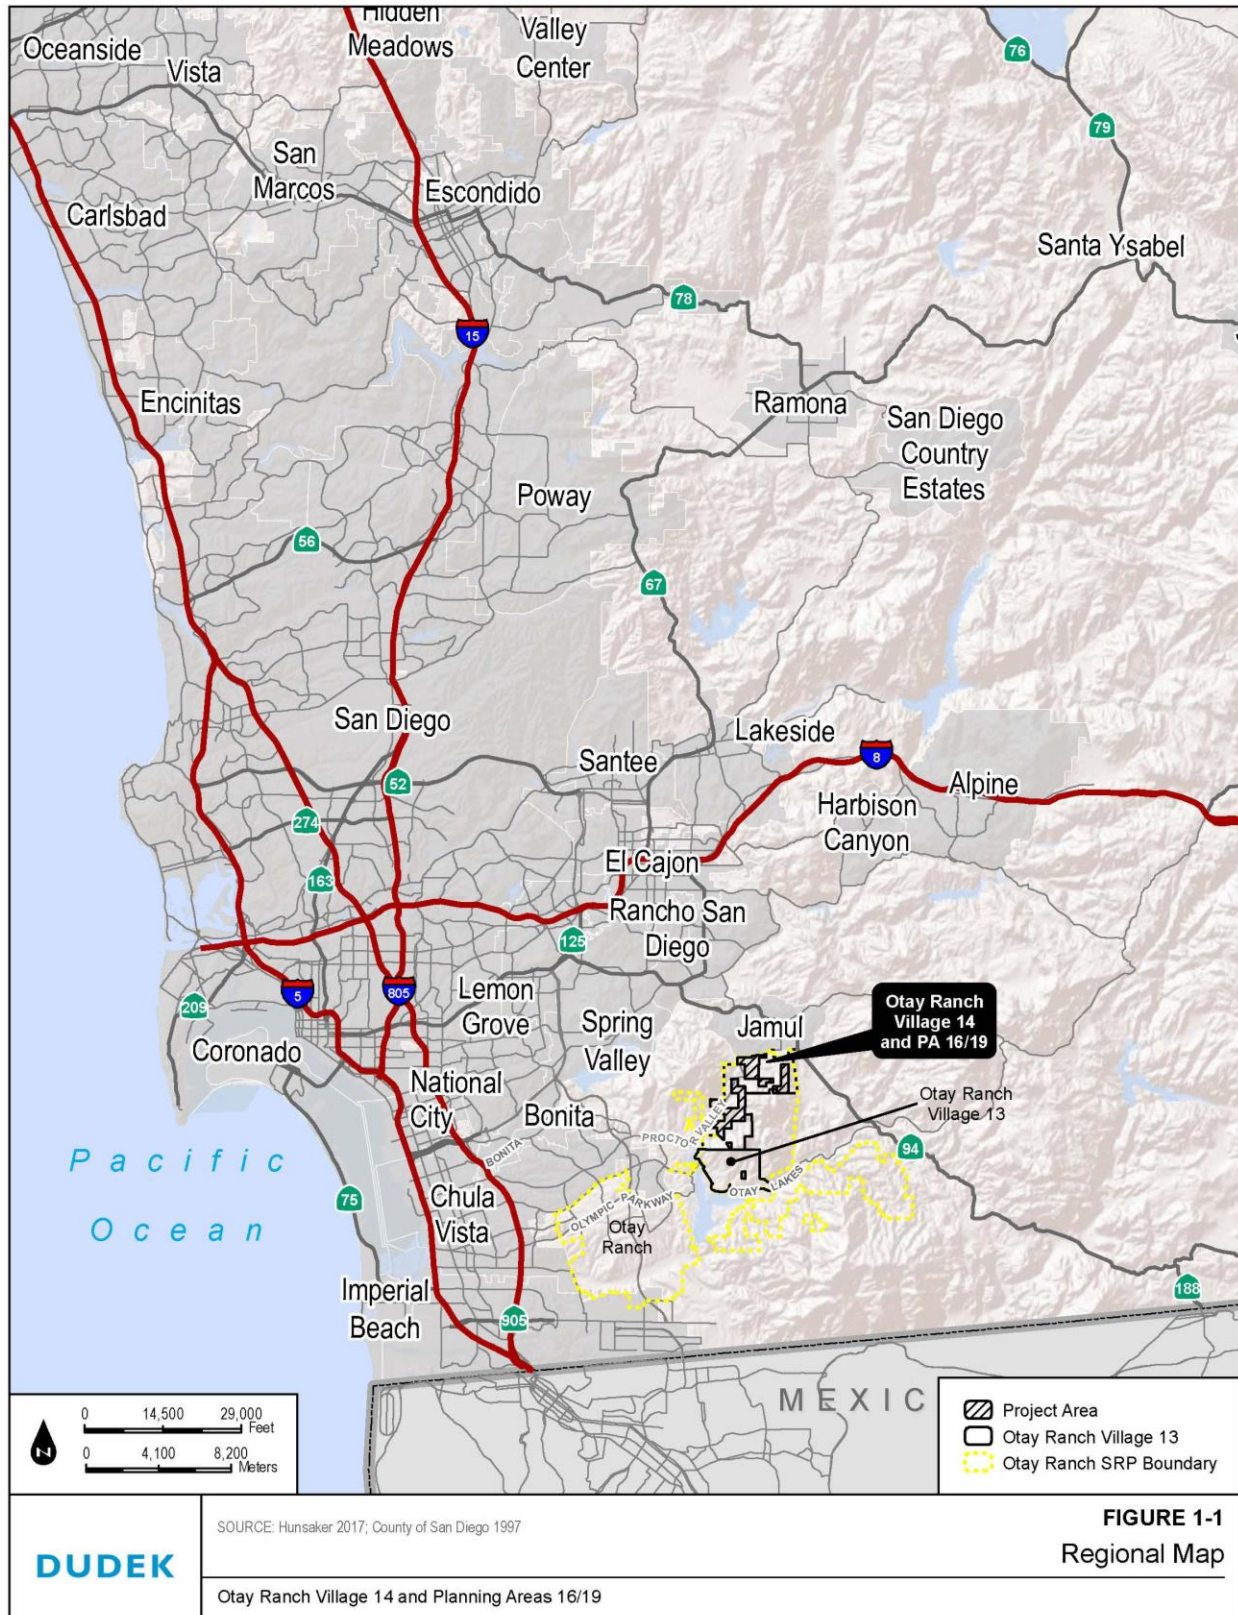 Hidden
Meadows
Valley
Center
Oceanside
Vista
76
79
San
Marcos
Escondido
Carlsbad
Santa Ysabel
78
15
Encinitas
Ramona
San Diego
Country
Estates
Poway
56
67
San Diego
Lakeside
Santee
8
52
Alpine
Harbison
Canyon
274
El Cajon
163
Rancho San
Diego
125
5
805
209
Lemon
Grove
Spring
Valley
Jamul
Otay Ranch
Village 14
and PA 16/19
Coronado
National
City
Bonita
Otay Ranch
Village 13
PROCTOR VALLEY
BONITA
94
Pacific
Ocean
75
Chula
Vista
OTAY LAKES
OLYMPIC PARKWAY
Otay
Ranch
Imperial
Beach
905
188
MEXIC
0 14,500 29,000
Feet
0 4,100 8,200
Meters
N
Project Area
Otay Ranch Village 13
Otay Ranch SRP Boundary
DUDEK
SOURCE: Hunsaker 2017; County of San Diego 1997
FIGURE 1-1
Regional Map
Otay Ranch Village 14 and Planning Areas 16/19